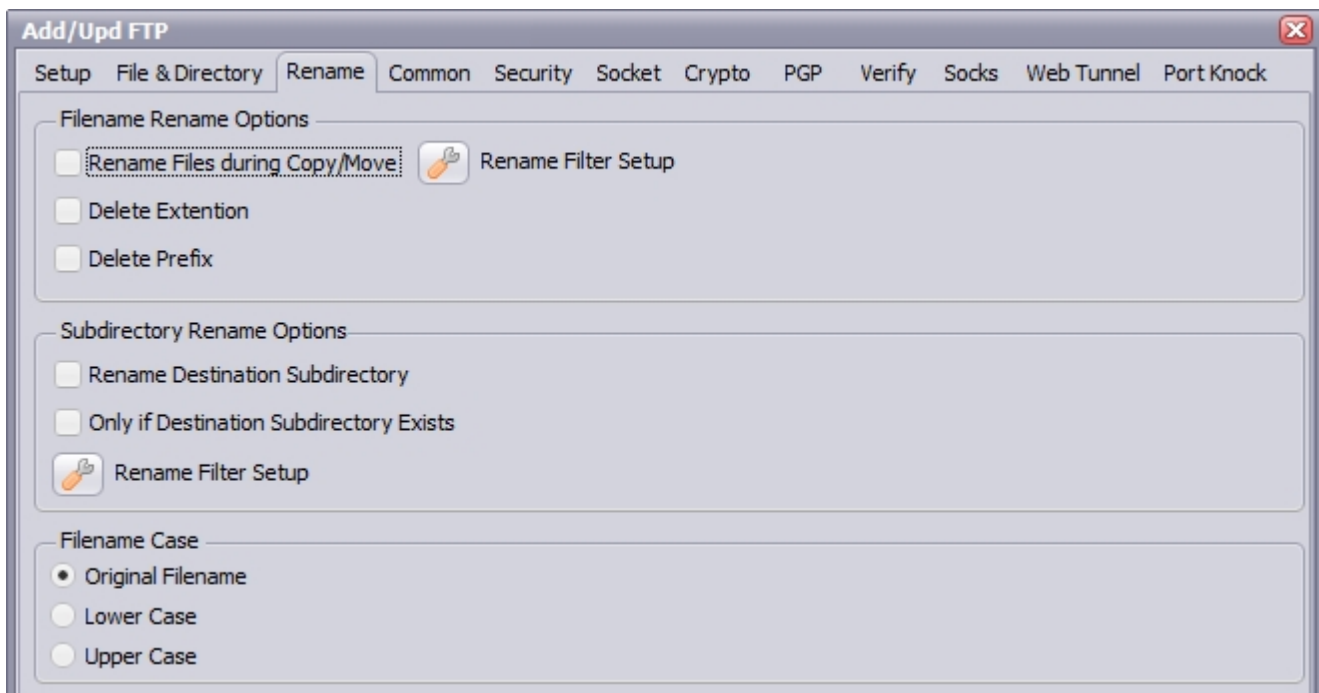 Add/Upd FTP
Setup File & Directory Rename Common Security Socket Crypto PGP Verify Socks Web Tunnel Port Knock
Filename Rename Options
Rename Files during Copy/Move Rename Filter Setup
Delete Extention
Delete Prefix
Subdirectory Rename Options
Rename Destination Subdirectory
Only if Destination Subdirectory Exists
Rename Filter Setup
Filename Case
Original Filename
Lower Case
Upper Case